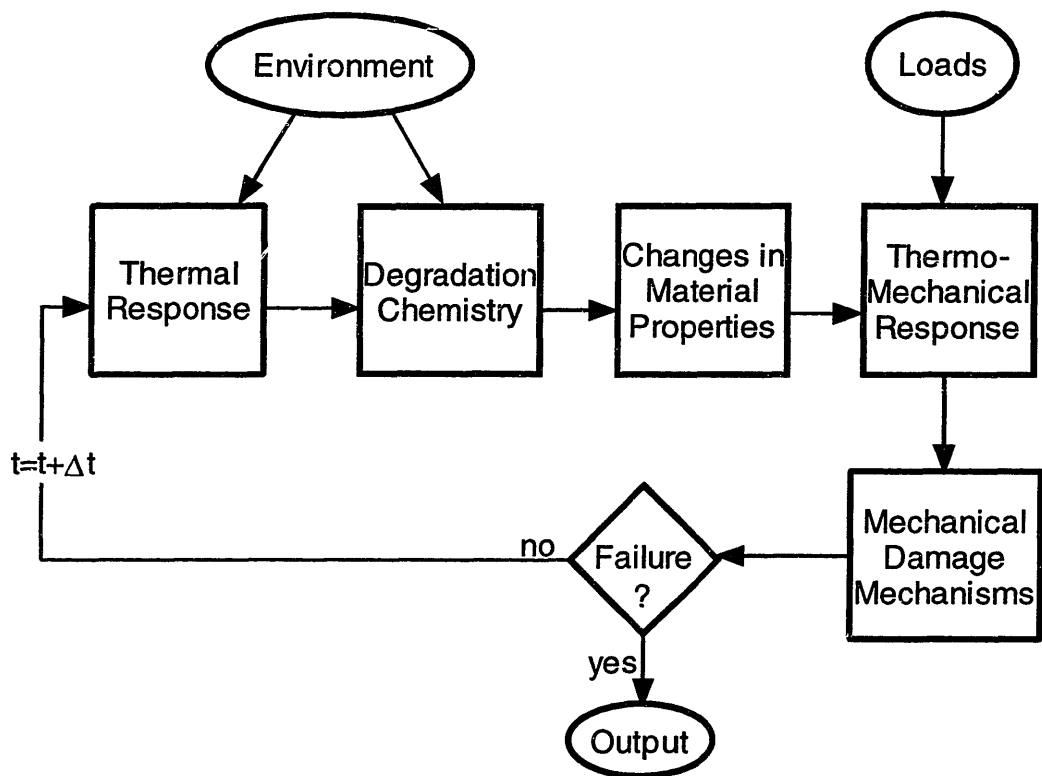 Environment
Loads
Thermal
Response
Degradation
Chemistry
Changes in
Material
Properties
Thermo-
Mechanical
Response
t=t+Δt
no
Failure
?
Mechanical
Damage
Mechanisms
yes
Output